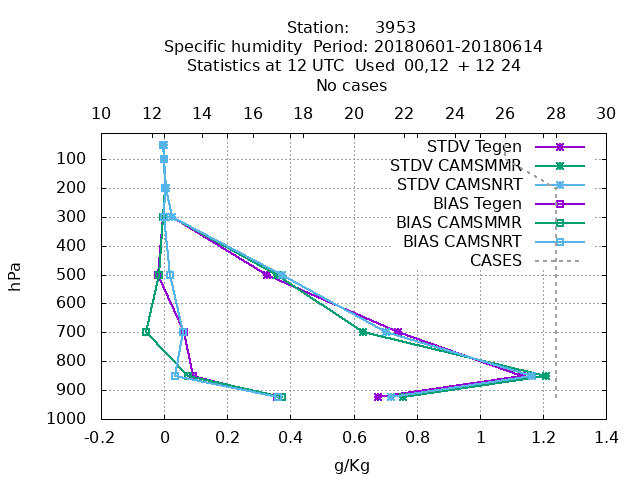 Station:     3953
Specific humidity  Period: 20180601-20180614
Statistics at 12 UTC  Used  00,12  + 12 24
No cases
10 12 14 16 18 20 22 24 26 28 30
STDV Tegen
STDV CAMSMMR
STDV CAMSNRT
BIAS Tegen
BIAS CAMSMMR
BIAS CAMSNRT
CASES
100
200
300
400
500
600
700
800
900
1000
hPa
-0.2 0 0.2 0.4 0.6 0.8 1 1.2 1.4
g/Kg